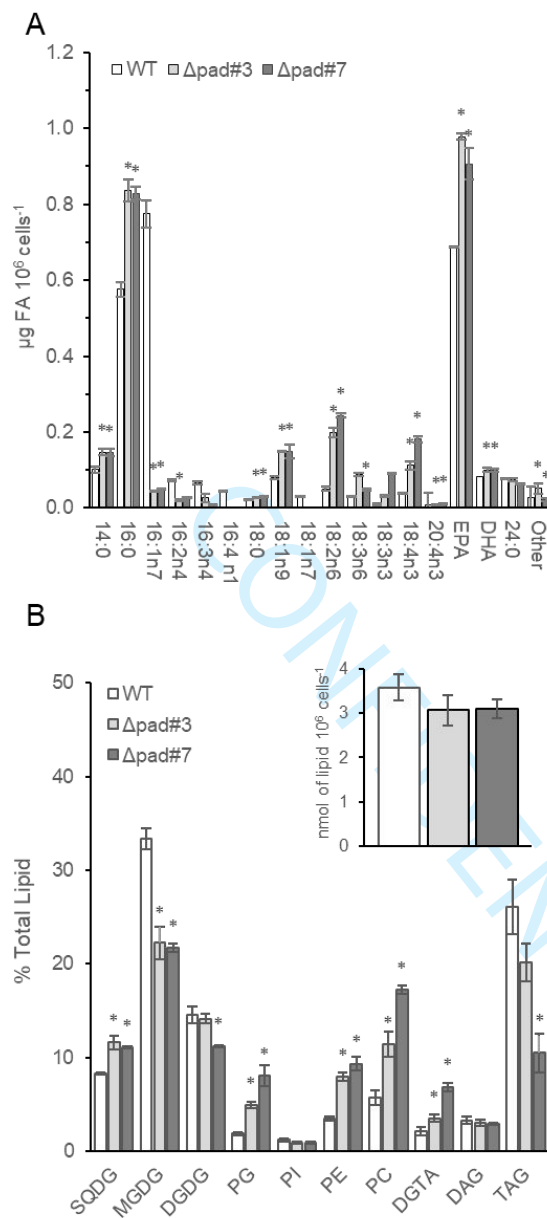 A
WT Δpad#3 Δpad#7
µg FA 10⁶ cells⁻¹
1.2
1.0
0.8
0.6
0.4
0.2
0.0
* * * * * * * * * * * * * * * * * * * * * *
14:0 16:0 16:1n7 16:2n4 16:3n4 16:4 n1 18:0 18:1n9 18:1n7 18:2n6 18:3n6 18:3n3 18:4n3 20:4n3 EPA DHA 24:0 Other
B
WT
Δpad#3
Δpad#7
% Total Lipid
50
40
30
20
10
0
nmol of lipid 10⁶ cells⁻¹
4
3
2
1
0
* * * * * * * * * * * * * *
SQDG MGDG DGDG PG PI PE PC DGTA DAG TAG